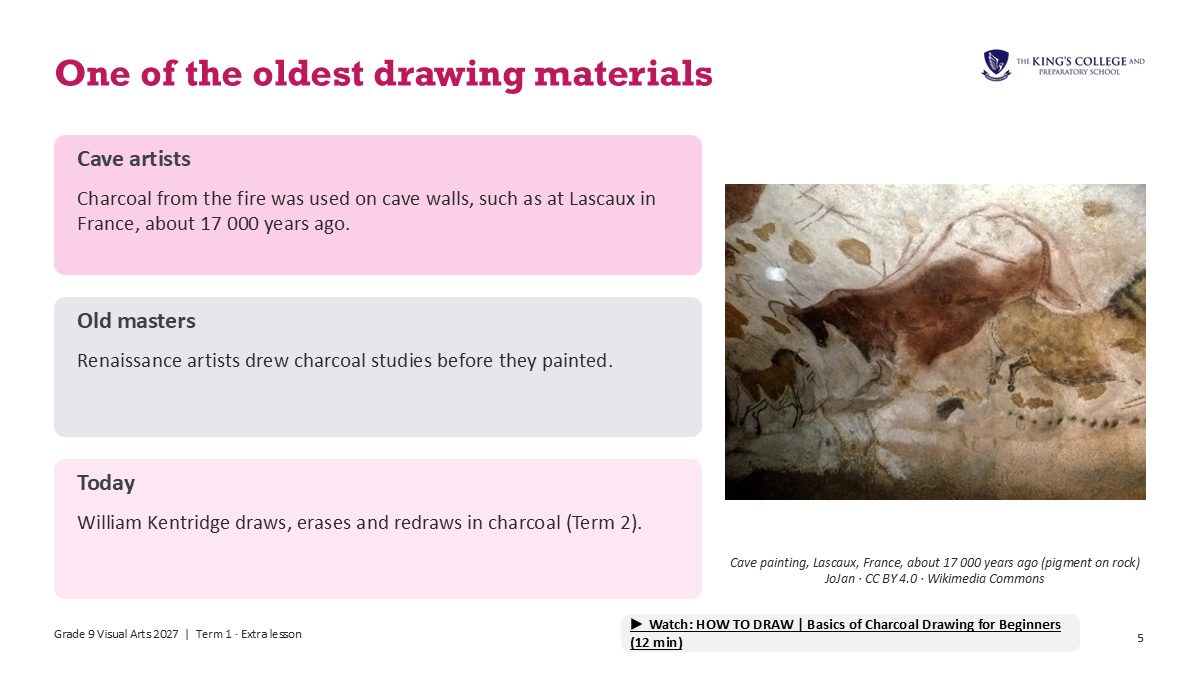 One of the oldest drawing materials
THE KING'S COLLEGE AND
PREPARATORY SCHOOL
Cave artists
Charcoal from the fire was used on cave walls, such as at Lascaux in
France, about 17 000 years ago.
Old masters
Renaissance artists drew charcoal studies before they painted.
Today
William Kentridge draws, erases and redraws in charcoal (Term 2).
Cave painting, Lascaux, France, about 17 000 years ago (pigment on rock)
JoJan · CC BY 4.0 · Wikimedia Commons
Grade 9 Visual Arts 2027 | Term 1 · Extra lesson
▶ Watch: HOW TO DRAW | Basics of Charcoal Drawing for Beginners
(12 min)
5